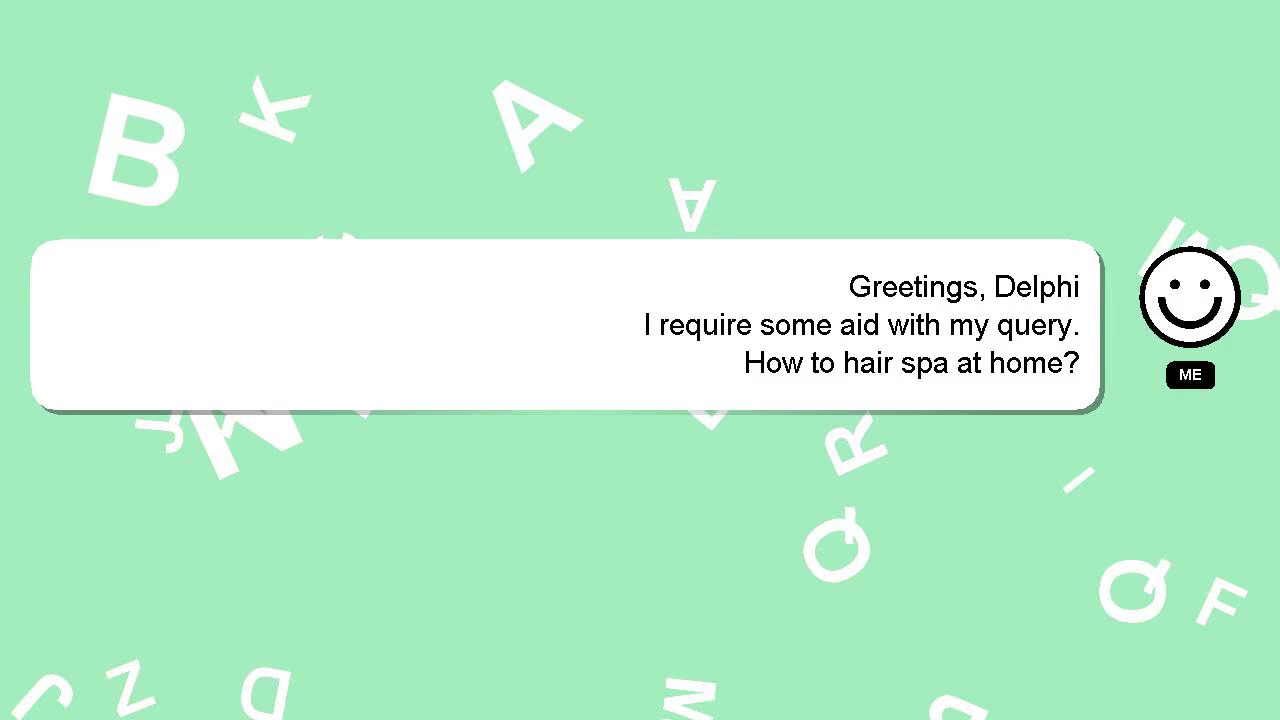 B
K
A
A
M
Q
Greetings, Delphi
I require some aid with my query.
How to hair spa at home?
ME
R
I
Q
Q
F
J
Z
D
M